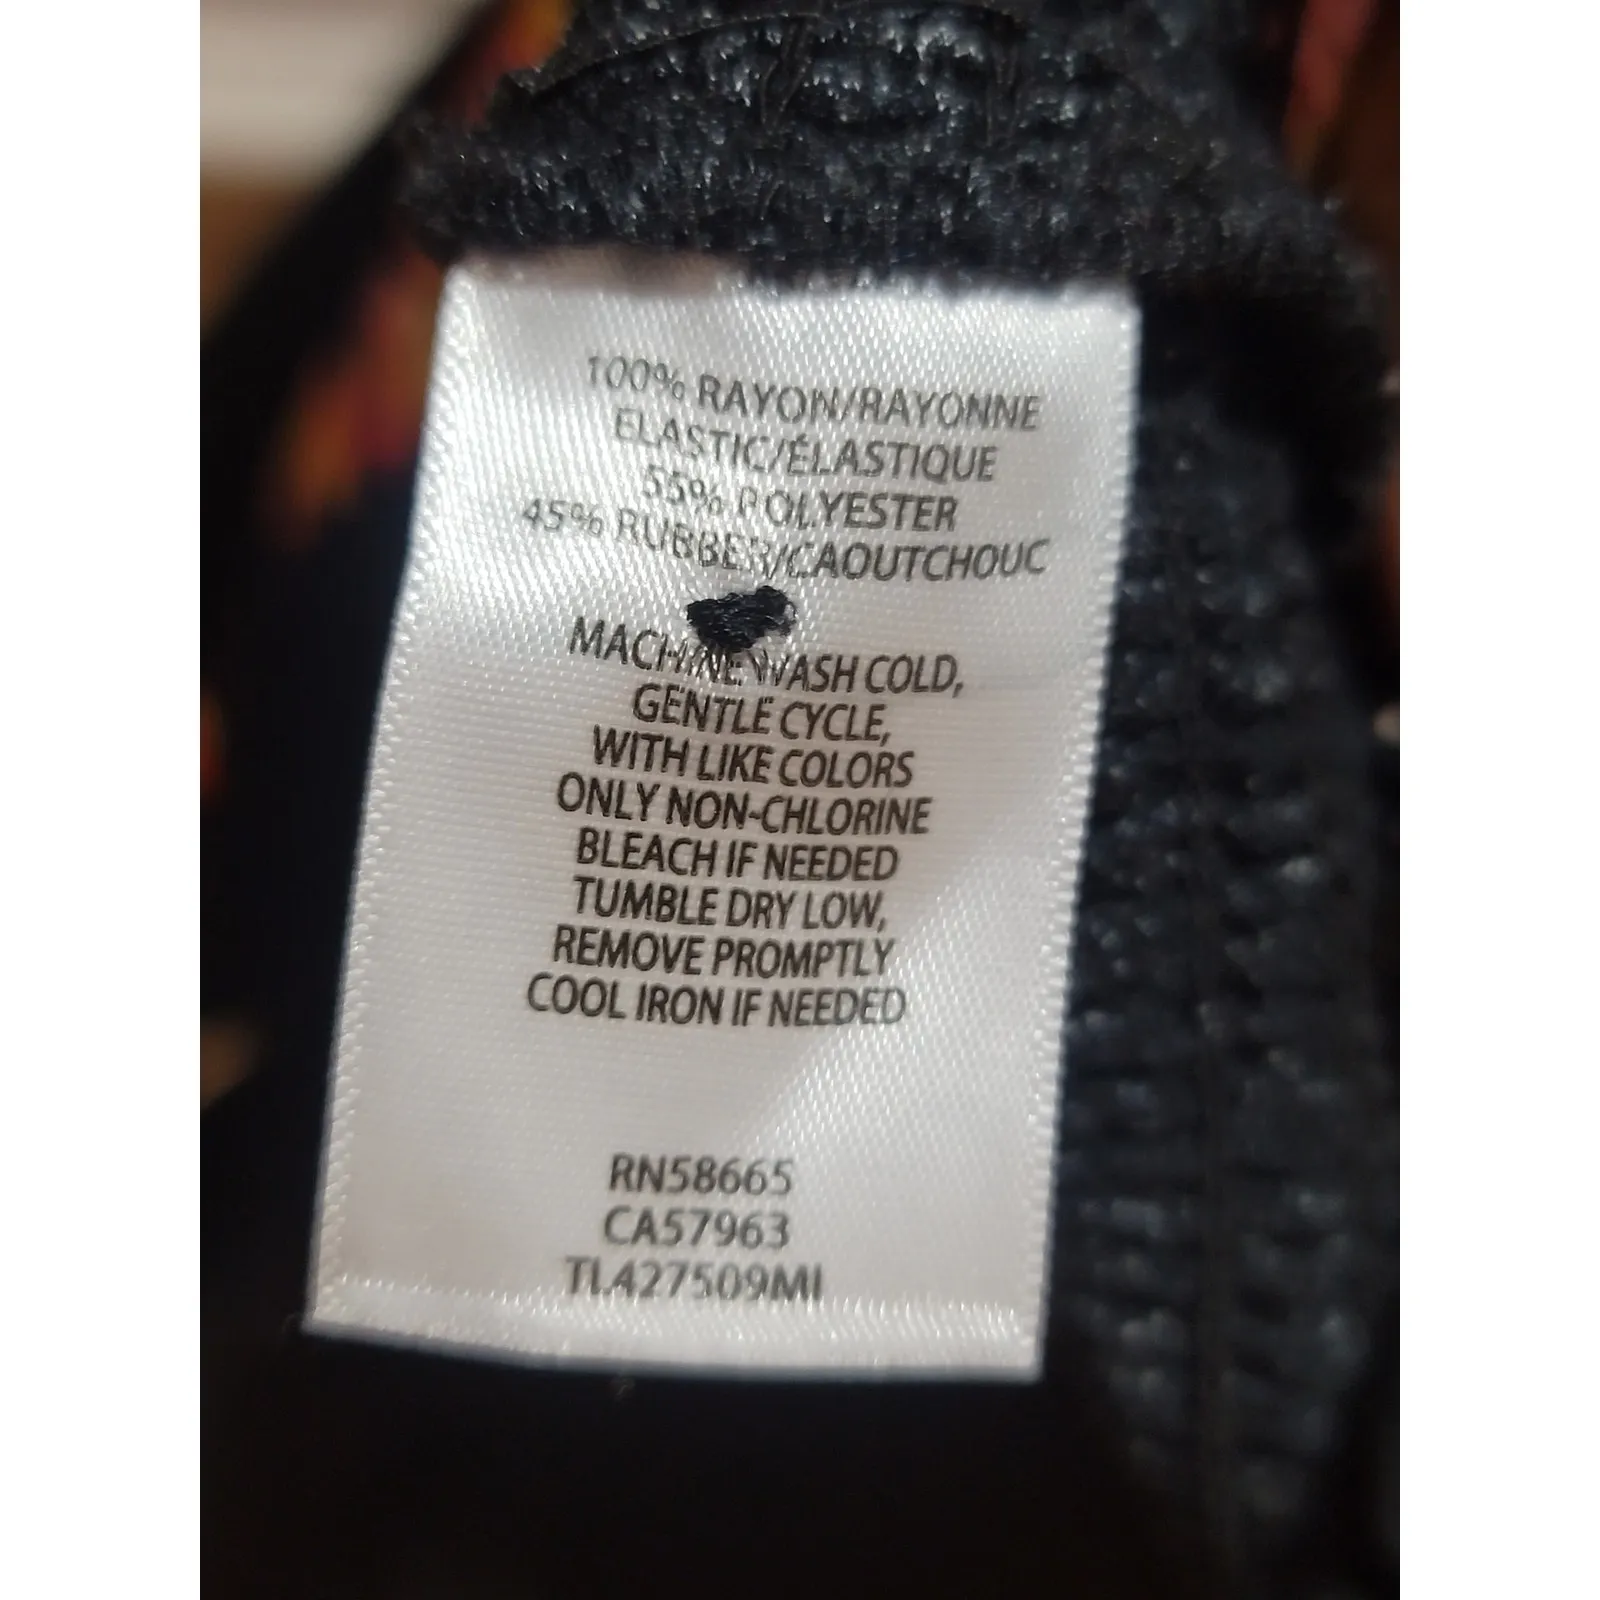 100% RAYON/RAYONNE
ELASTIC/ÉLASTIQUE
55% POLYESTER
45% RUBBER/CAOUTCHOUC
MACHINE WASH COLD,
GENTLE CYCLE,
WITH LIKE COLORS
ONLY NON-CHLORINE
BLEACH IF NEEDED
TUMBLE DRY LOW,
REMOVE PROMPTLY
COOL IRON IF NEEDED
RN58665
CA57963
TL427509MI